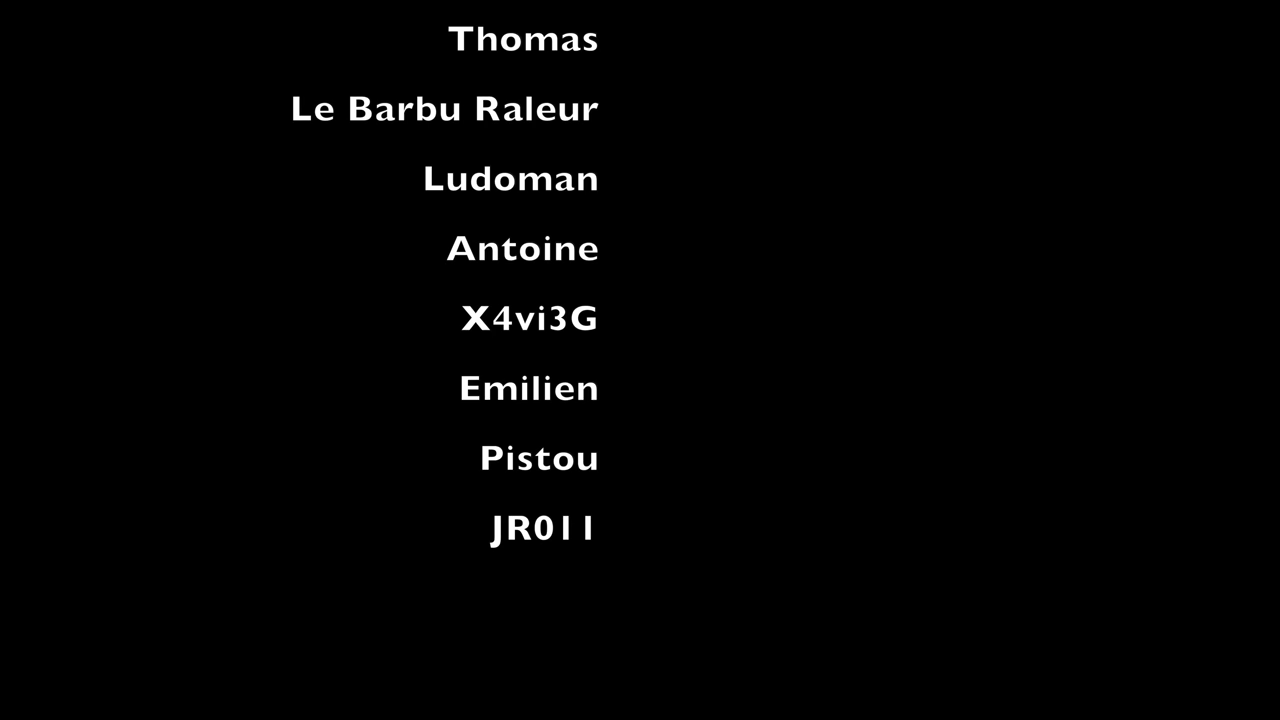 Thomas
Le Barbu Raleur
Ludoman
Antoine
X4vi3G
Emilien
Pistou
JR011